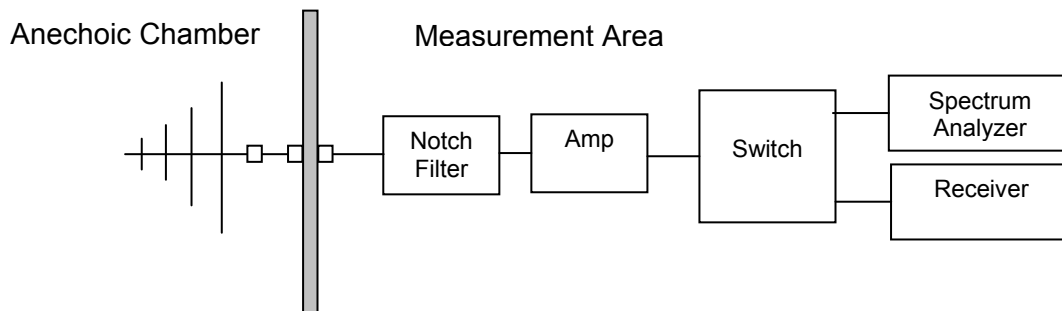 Anechoic Chamber
Measurement Area
Notch
Filter
Amp
Switch
Spectrum
Analyzer
Receiver